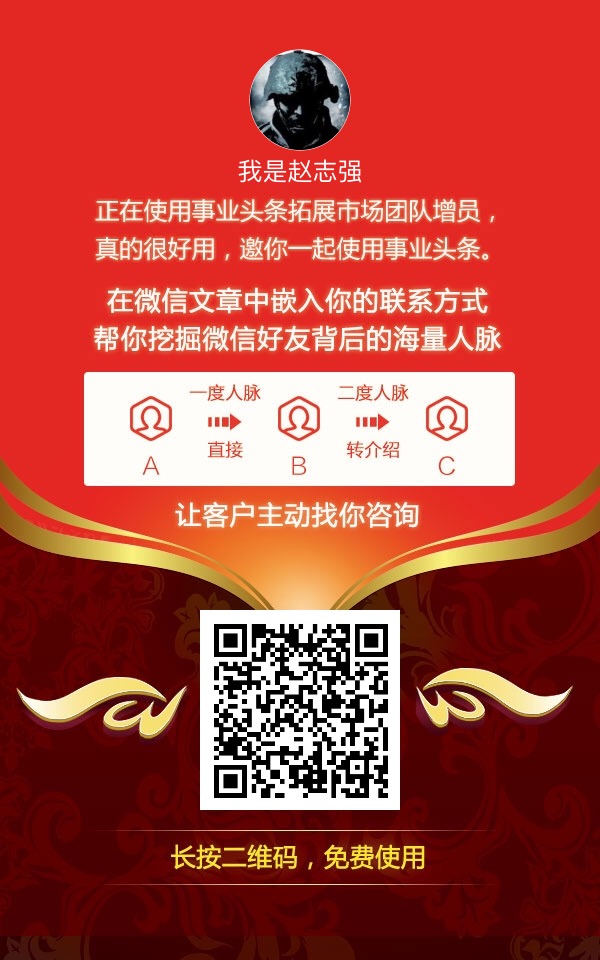 我是赵志强
正在使用事业头条拓展市场团队增员，
真的很好用，邀你一起使用事业头条。
在微信文章中嵌入你的联系方式
帮你挖掘微信好友背后的海量人脉
一度人脉 二度人脉
直接 转介绍
A B C
让客户主动找你咨询
长按二维码，免费使用